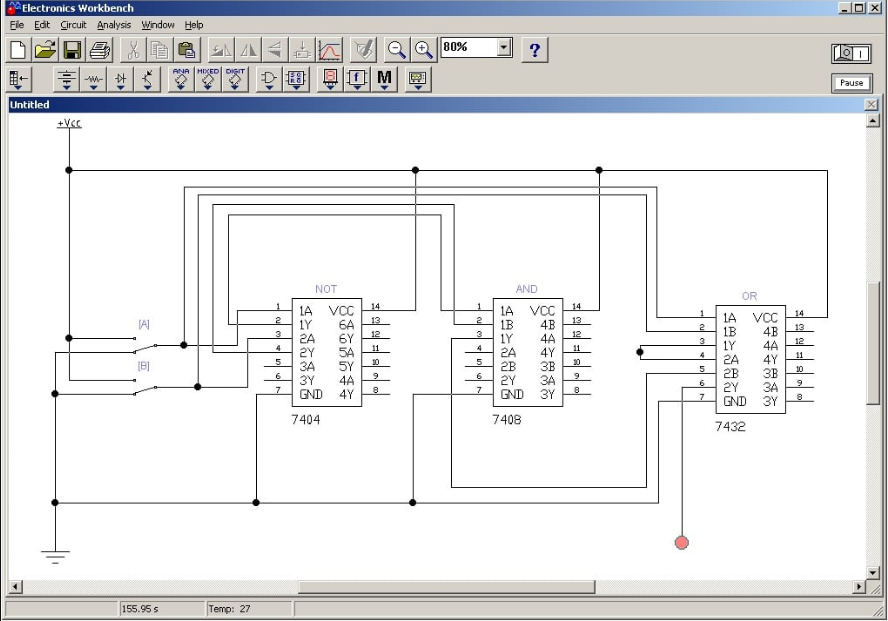 Electronics Workbench
File Edit Circuit Analysis Window Help
80% ?
ANA MIXED DIGIT M
Pause
Untitled
+Vcc
NOT
1 1A VCC 14
2 1Y 6A 13
3 2A 6Y 12
4 2Y 5A 11
5 3A 5Y 10
6 3Y 4A 9
7 GND 4Y 8
7404
AND
1 1A VCC 14
2 1B 4B 13
3 1Y 4A 12
4 2A 4Y 11
5 2B 3B 10
6 2Y 3A 9
7 GND 3Y 8
7408
OR
1 1A VCC 14
2 1B 4B 13
3 1Y 4A 12
4 2A 4Y 11
5 2B 3B 10
6 2Y 3A 9
7 GND 3Y 8
7432
[A]
[B]
155.95 s Temp: 27